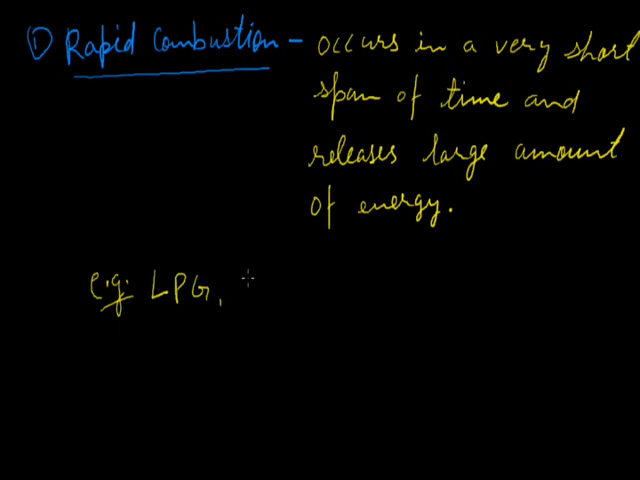 ① Rapid Combustion - occurs in a very short
span of time and
releases large amount
of energy.
e.g. LPG,